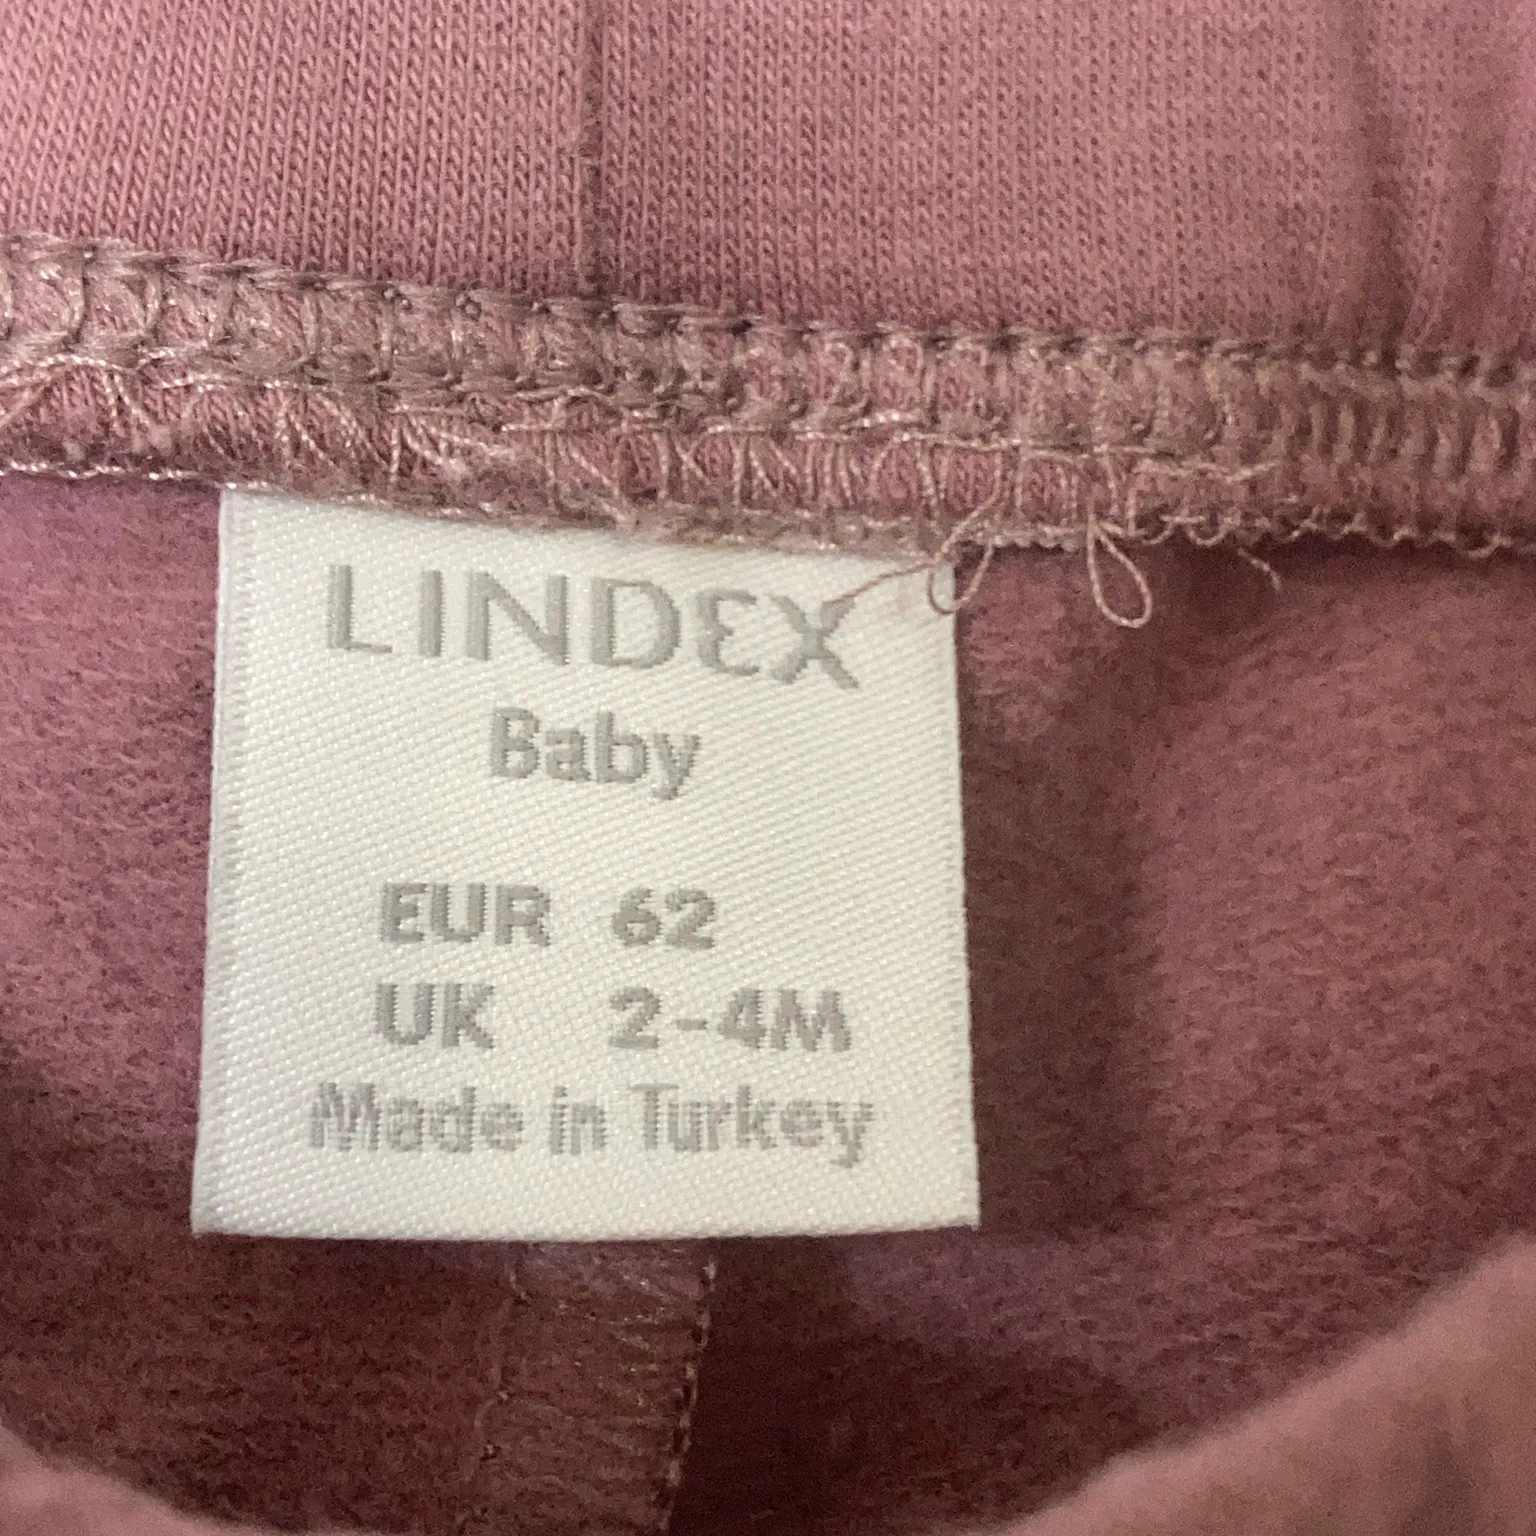 LINDEX
Baby
EUR 62
UK 2-4M
Made in Turkey